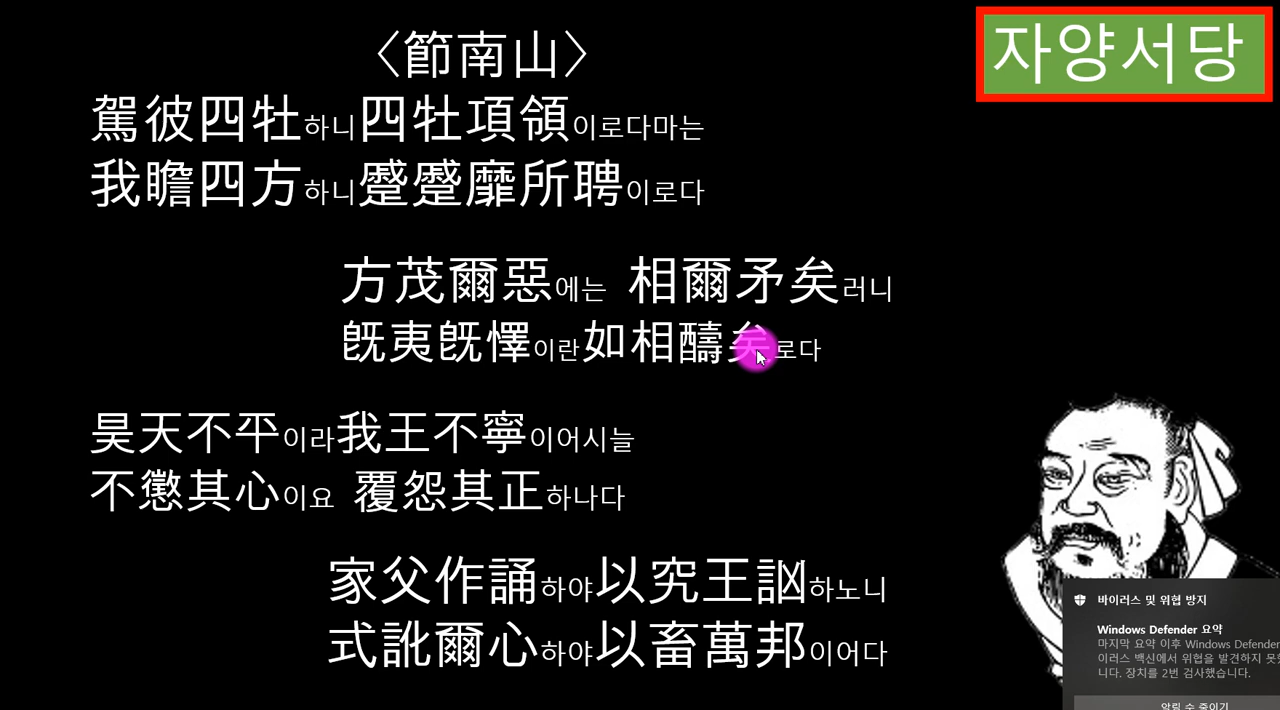 〈節南山〉
자양서당
駕彼四牡하니四牡項領이로다마는
我瞻四方하니蹙蹙靡所聘이로다
方茂爾惡에는 相爾矛矣러니
旣夷旣懌이란如相醻矣로다
昊天不平이라我王不寧이어시늘
不懲其心이요 覆怨其正하나다
家父作誦하야以究王訩하노니
式訛爾心하야以畜萬邦이어다
바이러스 및 위협 방지
Windows Defender 요약
마지막 요약 이후 Windows Defender
이러스 백신에서 위협을 발견하지 못
니다. 장치를 2번 검사했습니다.
알림 수 줄이기